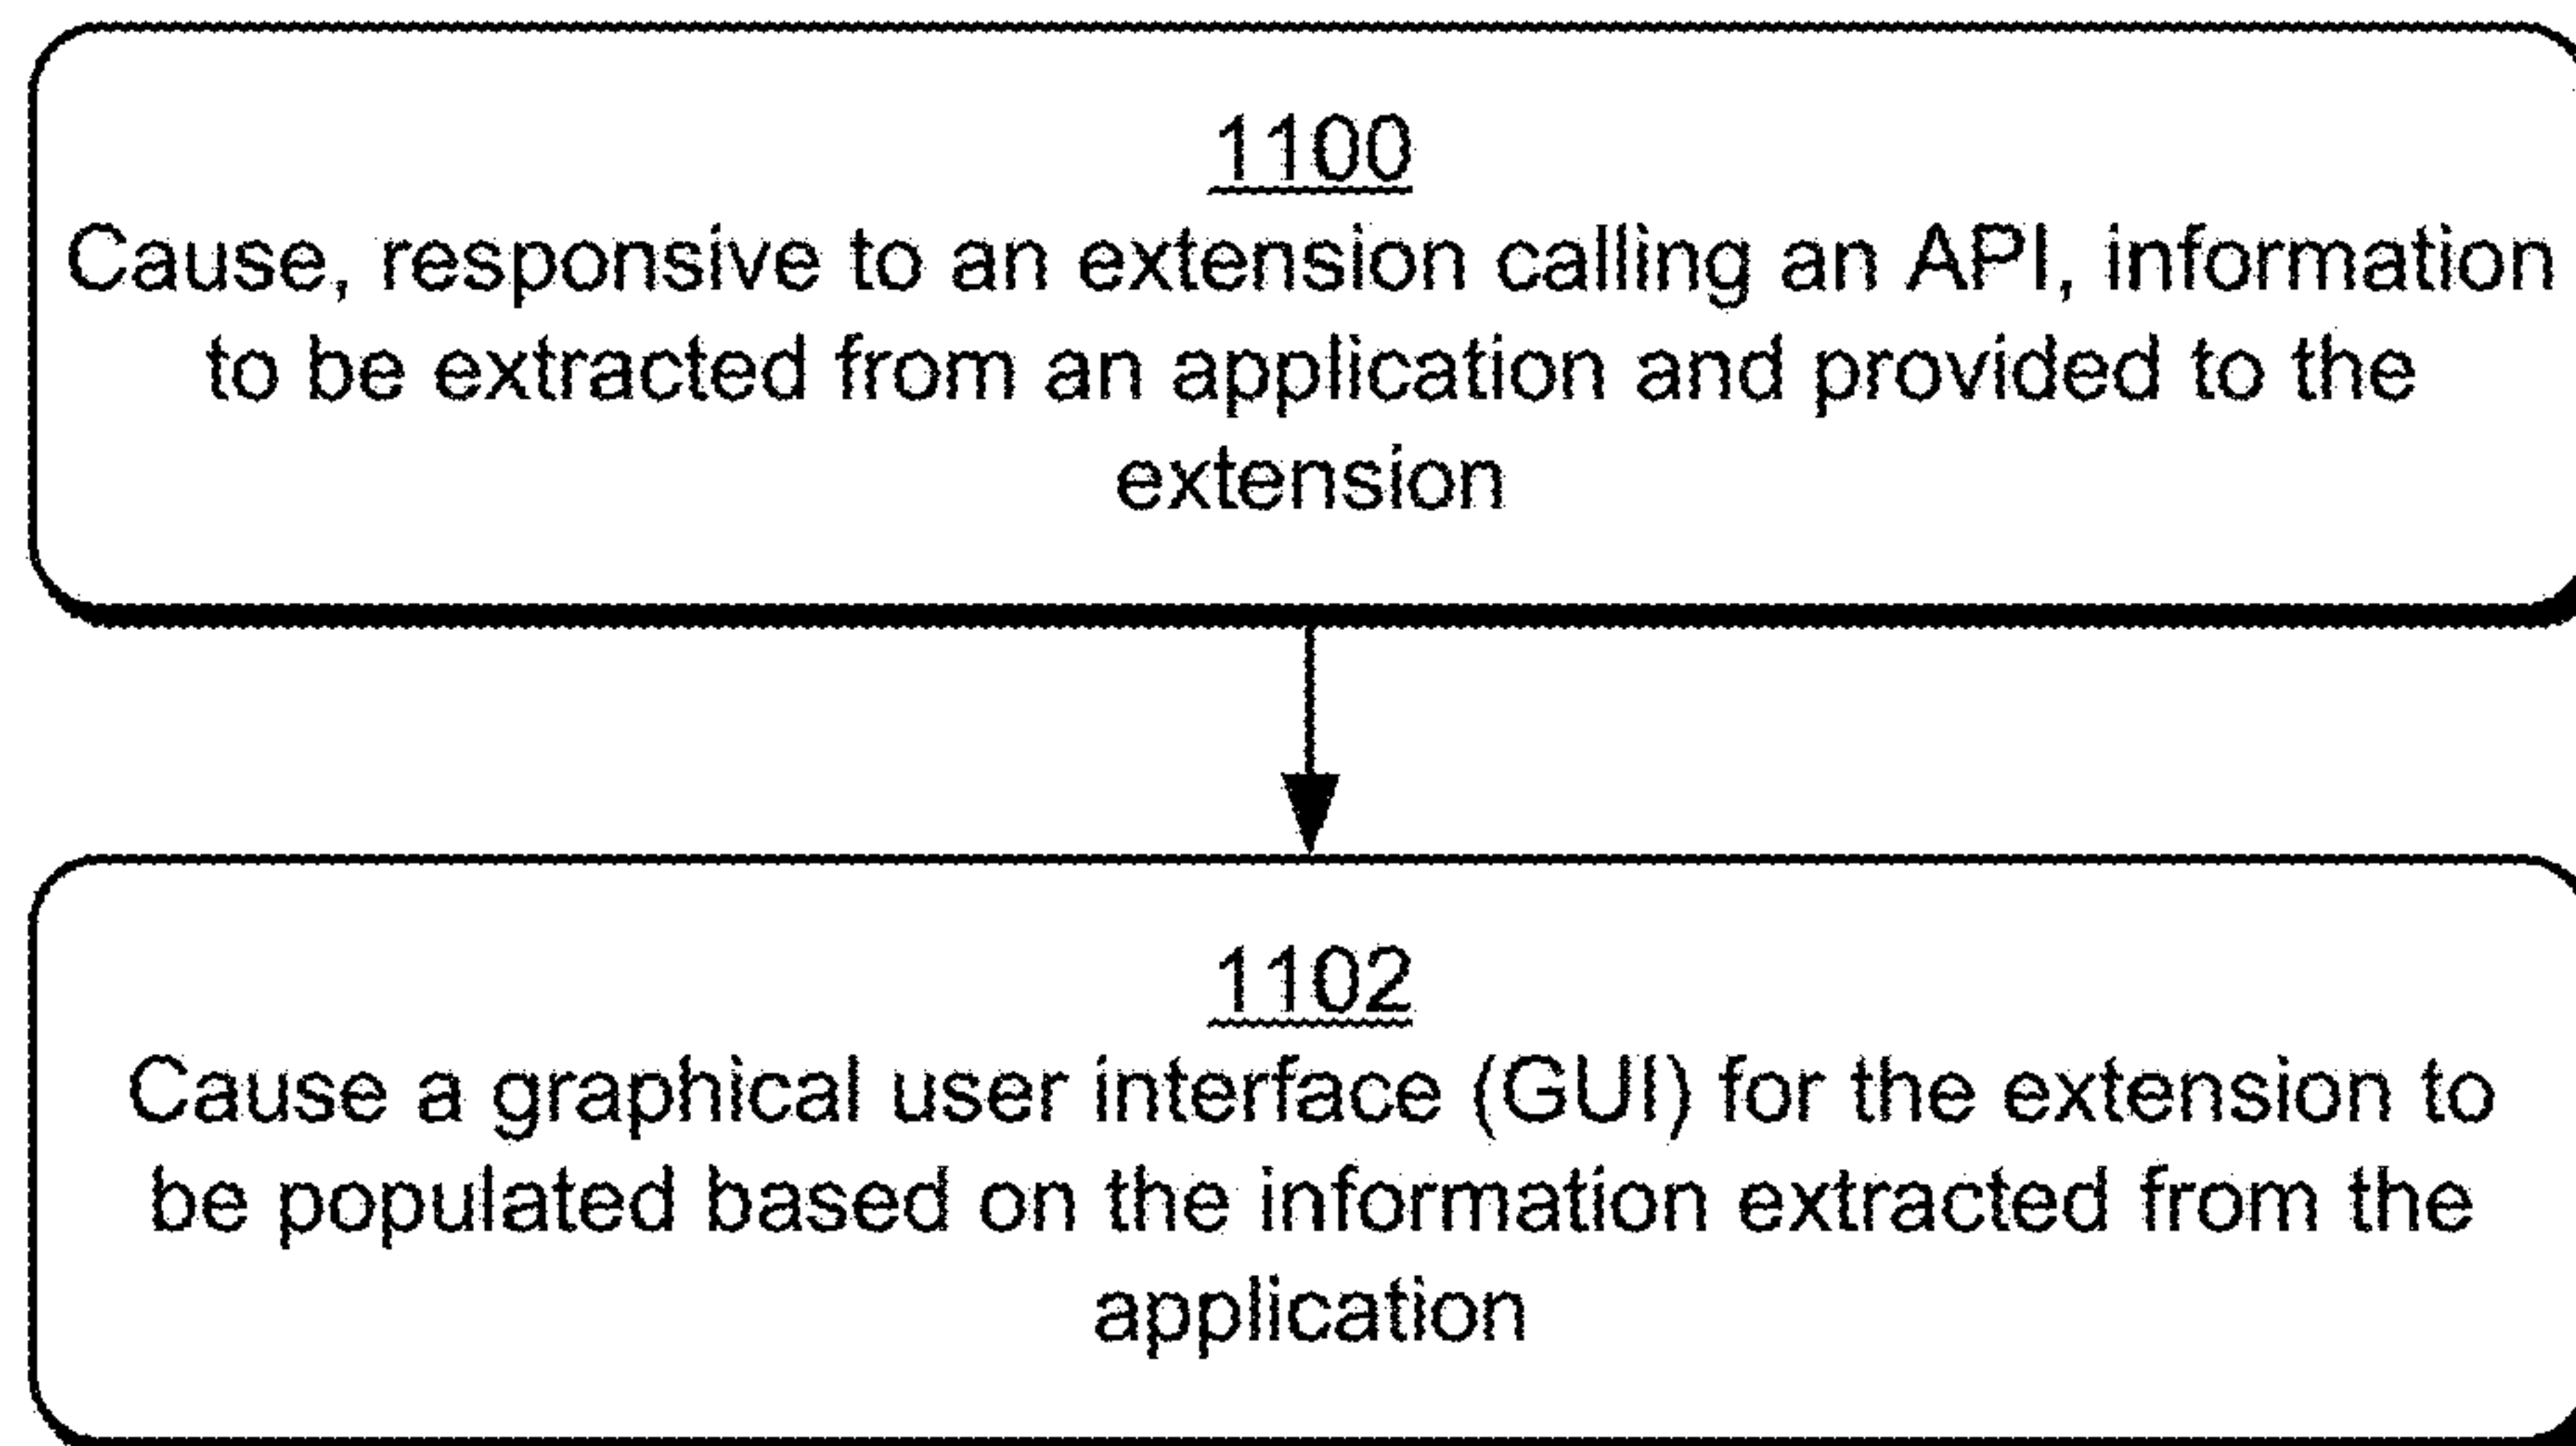 1100
Cause, responsive to an extension calling an API, information
to be extracted from an application and provided to the
extension
1102
Cause a graphical user interface (GUI) for the extension to
be populated based on the information extracted from the
application